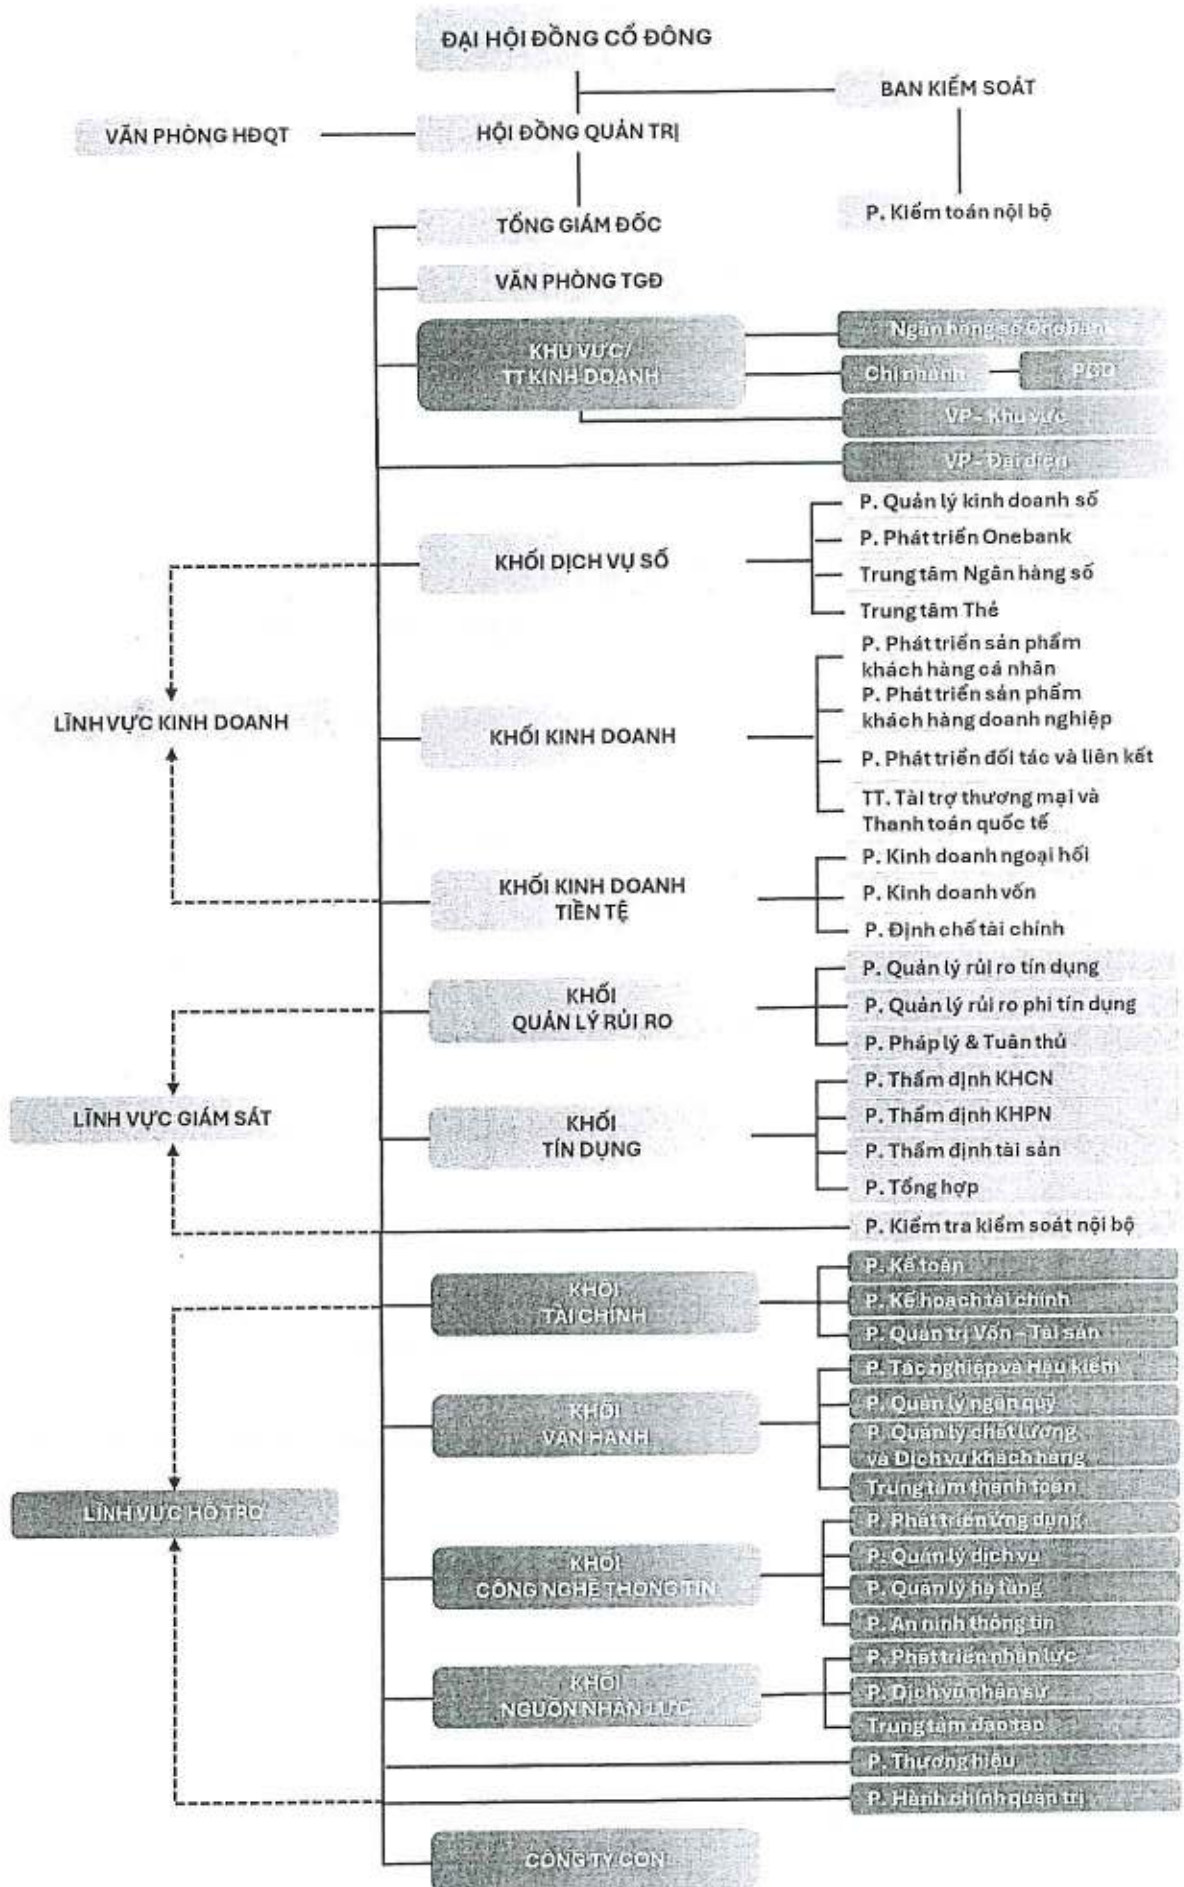 ĐẠI HỘI ĐỒNG CỔ ĐÔNG
BAN KIỂM SOÁT
VĂN PHÒNG HĐQT
HỘI ĐỒNG QUẢN TRỊ
P. Kiểm toán nội bộ
TỔNG GIÁM ĐỐC
VĂN PHÒNG TGĐ
KHU VỰC/
TT KINH DOANH
Ngân hàng số Onebank
Chi nhánh
PGD
VP - Khu vực
VP - Đại diện
KHỐI DỊCH VỤ SỐ
P. Quản lý kinh doanh số
P. Phát triển Onebank
Trung tâm Ngân hàng số
Trung tâm Thẻ
LĨNH VỰC KINH DOANH
KHỐI KINH DOANH
P. Phát triển sản phẩm
khách hàng cá nhân
P. Phát triển sản phẩm
khách hàng doanh nghiệp
P. Phát triển đối tác và liên kết
TT. Tài trợ thương mại và
Thanh toán quốc tế
KHỐI KINH DOANH
TIỀN TỆ
P. Kinh doanh ngoại hối
P. Kinh doanh vốn
P. Định chế tài chính
KHỐI
QUẢN LÝ RỦI RO
P. Quản lý rủi ro tín dụng
P. Quản lý rủi ro phi tín dụng
P. Pháp lý & Tuân thủ
LĨNH VỰC GIÁM SÁT
KHỐI
TÍN DỤNG
P. Thẩm định KHCN
P. Thẩm định KHPN
P. Thẩm định tài sản
P. Tổng hợp
P. Kiểm tra kiểm soát nội bộ
KHỐI
TÀI CHÍNH
P. Kế toán
P. Kế hoạch tài chính
P. Quản trị Vốn - Tài sản
KHỐI
VẬN HÀNH
P. Tác nghiệp và Hậu kiểm
P. Quản lý ngân quỹ
P. Quản lý chất lượng
và Dịch vụ khách hàng
Trung tâm thanh toán
LĨNH VỰC HỖ TRỢ
KHỐI
CÔNG NGHỆ THÔNG TIN
P. Phát triển ứng dụng
P. Quản lý dịch vụ
P. Quản lý hạ tầng
P. An ninh thông tin
KHỐI
NGUỒN NHÂN LỰC
P. Phát triển nhân lực
P. Dịch vụ nhân sự
Trung tâm đào tạo
P. Thương hiệu
P. Hành chính quản trị
CÔNG TY CON